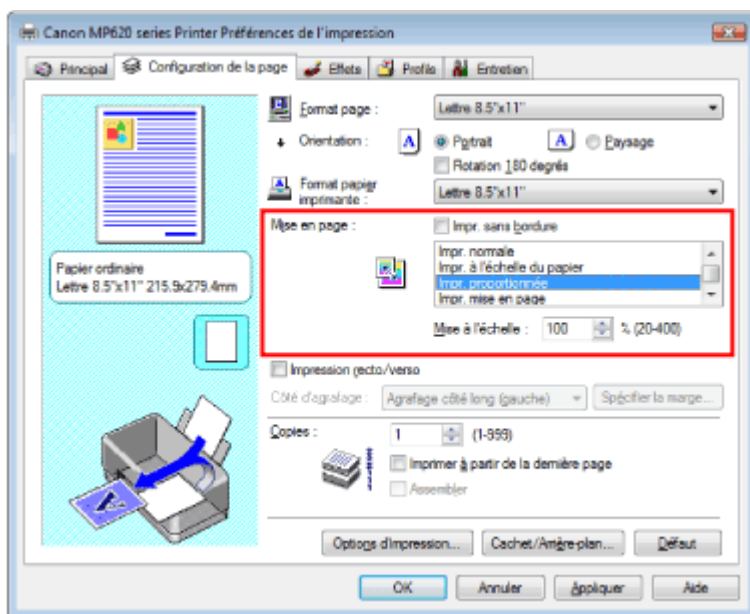 Canon MP620 series Printer Préférences de l'impression
Principal Configuration de la page Effets Profils Entretien
Format page : Lettre 8.5"x11"
Orientation : A Portrait A Paysage
Rotation 180 degrés
Format papier imprimante : Lettre 8.5"x11"
Mise en page : Impr. sans bordure
Impr. normale
Impr. à l'échelle du papier
Impr. proportionnée
Impr. mise en page
Papier ordinaire
Lettre 8.5"x11" 215.9x279.4mm
Mise à l'échelle : 100 % (20-400)
Impression recto/verso
Côté d'agrafage : Agrafage côté long (gauche) Spécifier la marge...
Copies : 1 (1-999)
Imprimer à partir de la dernière page
Assembler
Options d'impression... Cachet/Arrière-plan... Défaut
OK Annuler Appliquer Aide